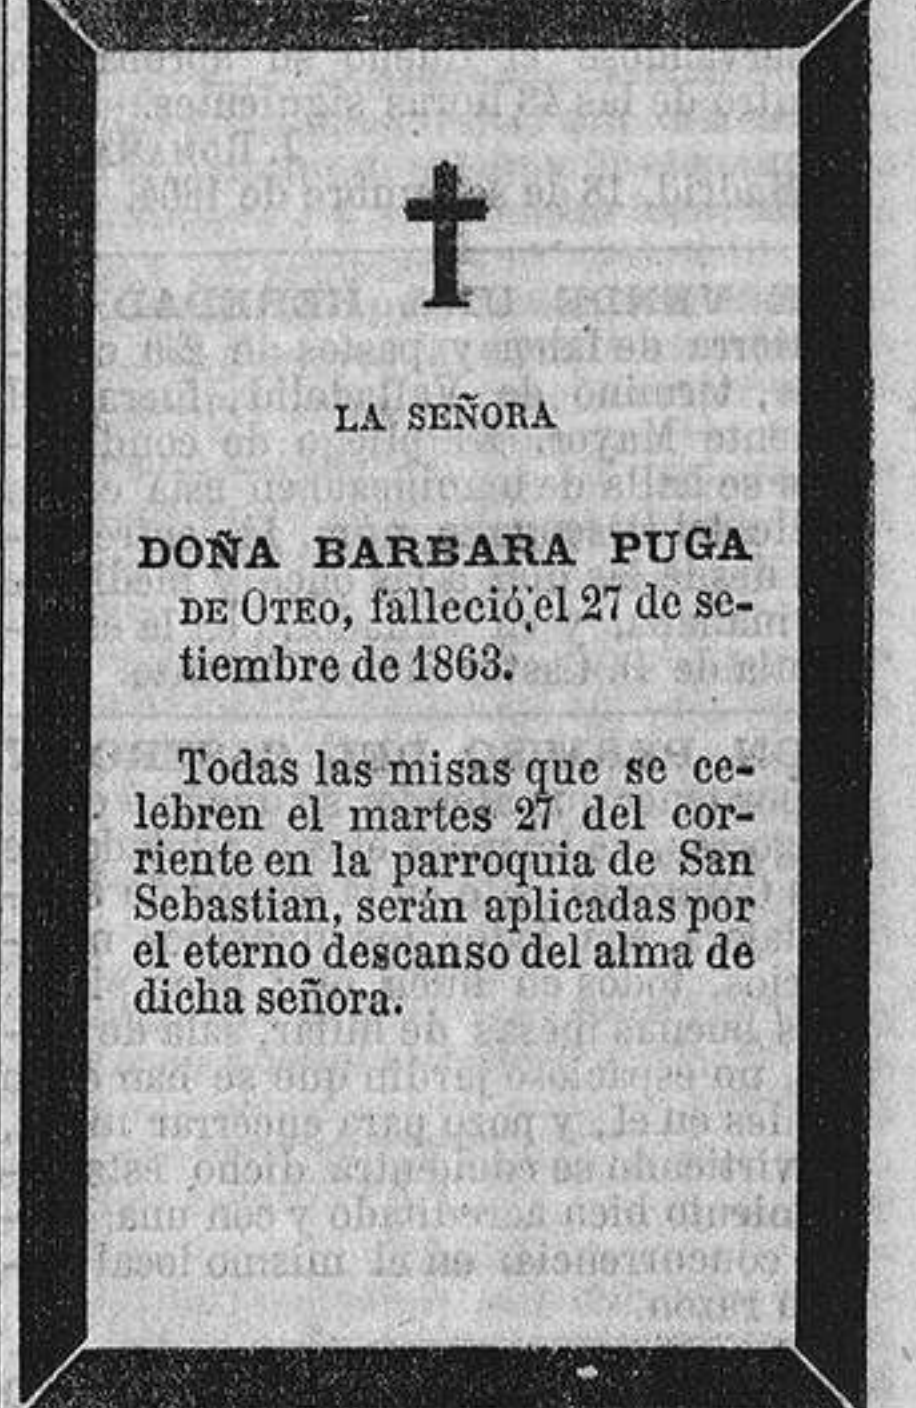 LA SEÑORA
DOÑA BARBARA PUGA
DE OTEO, falleció el 27 de se-
tiembre de 1863.
Todas las misas que se ce-
lebren el martes 27 del cor-
riente en la parroquia de San
Sebastian, serán aplicadas por
el eterno descanso del alma de
dicha señora.